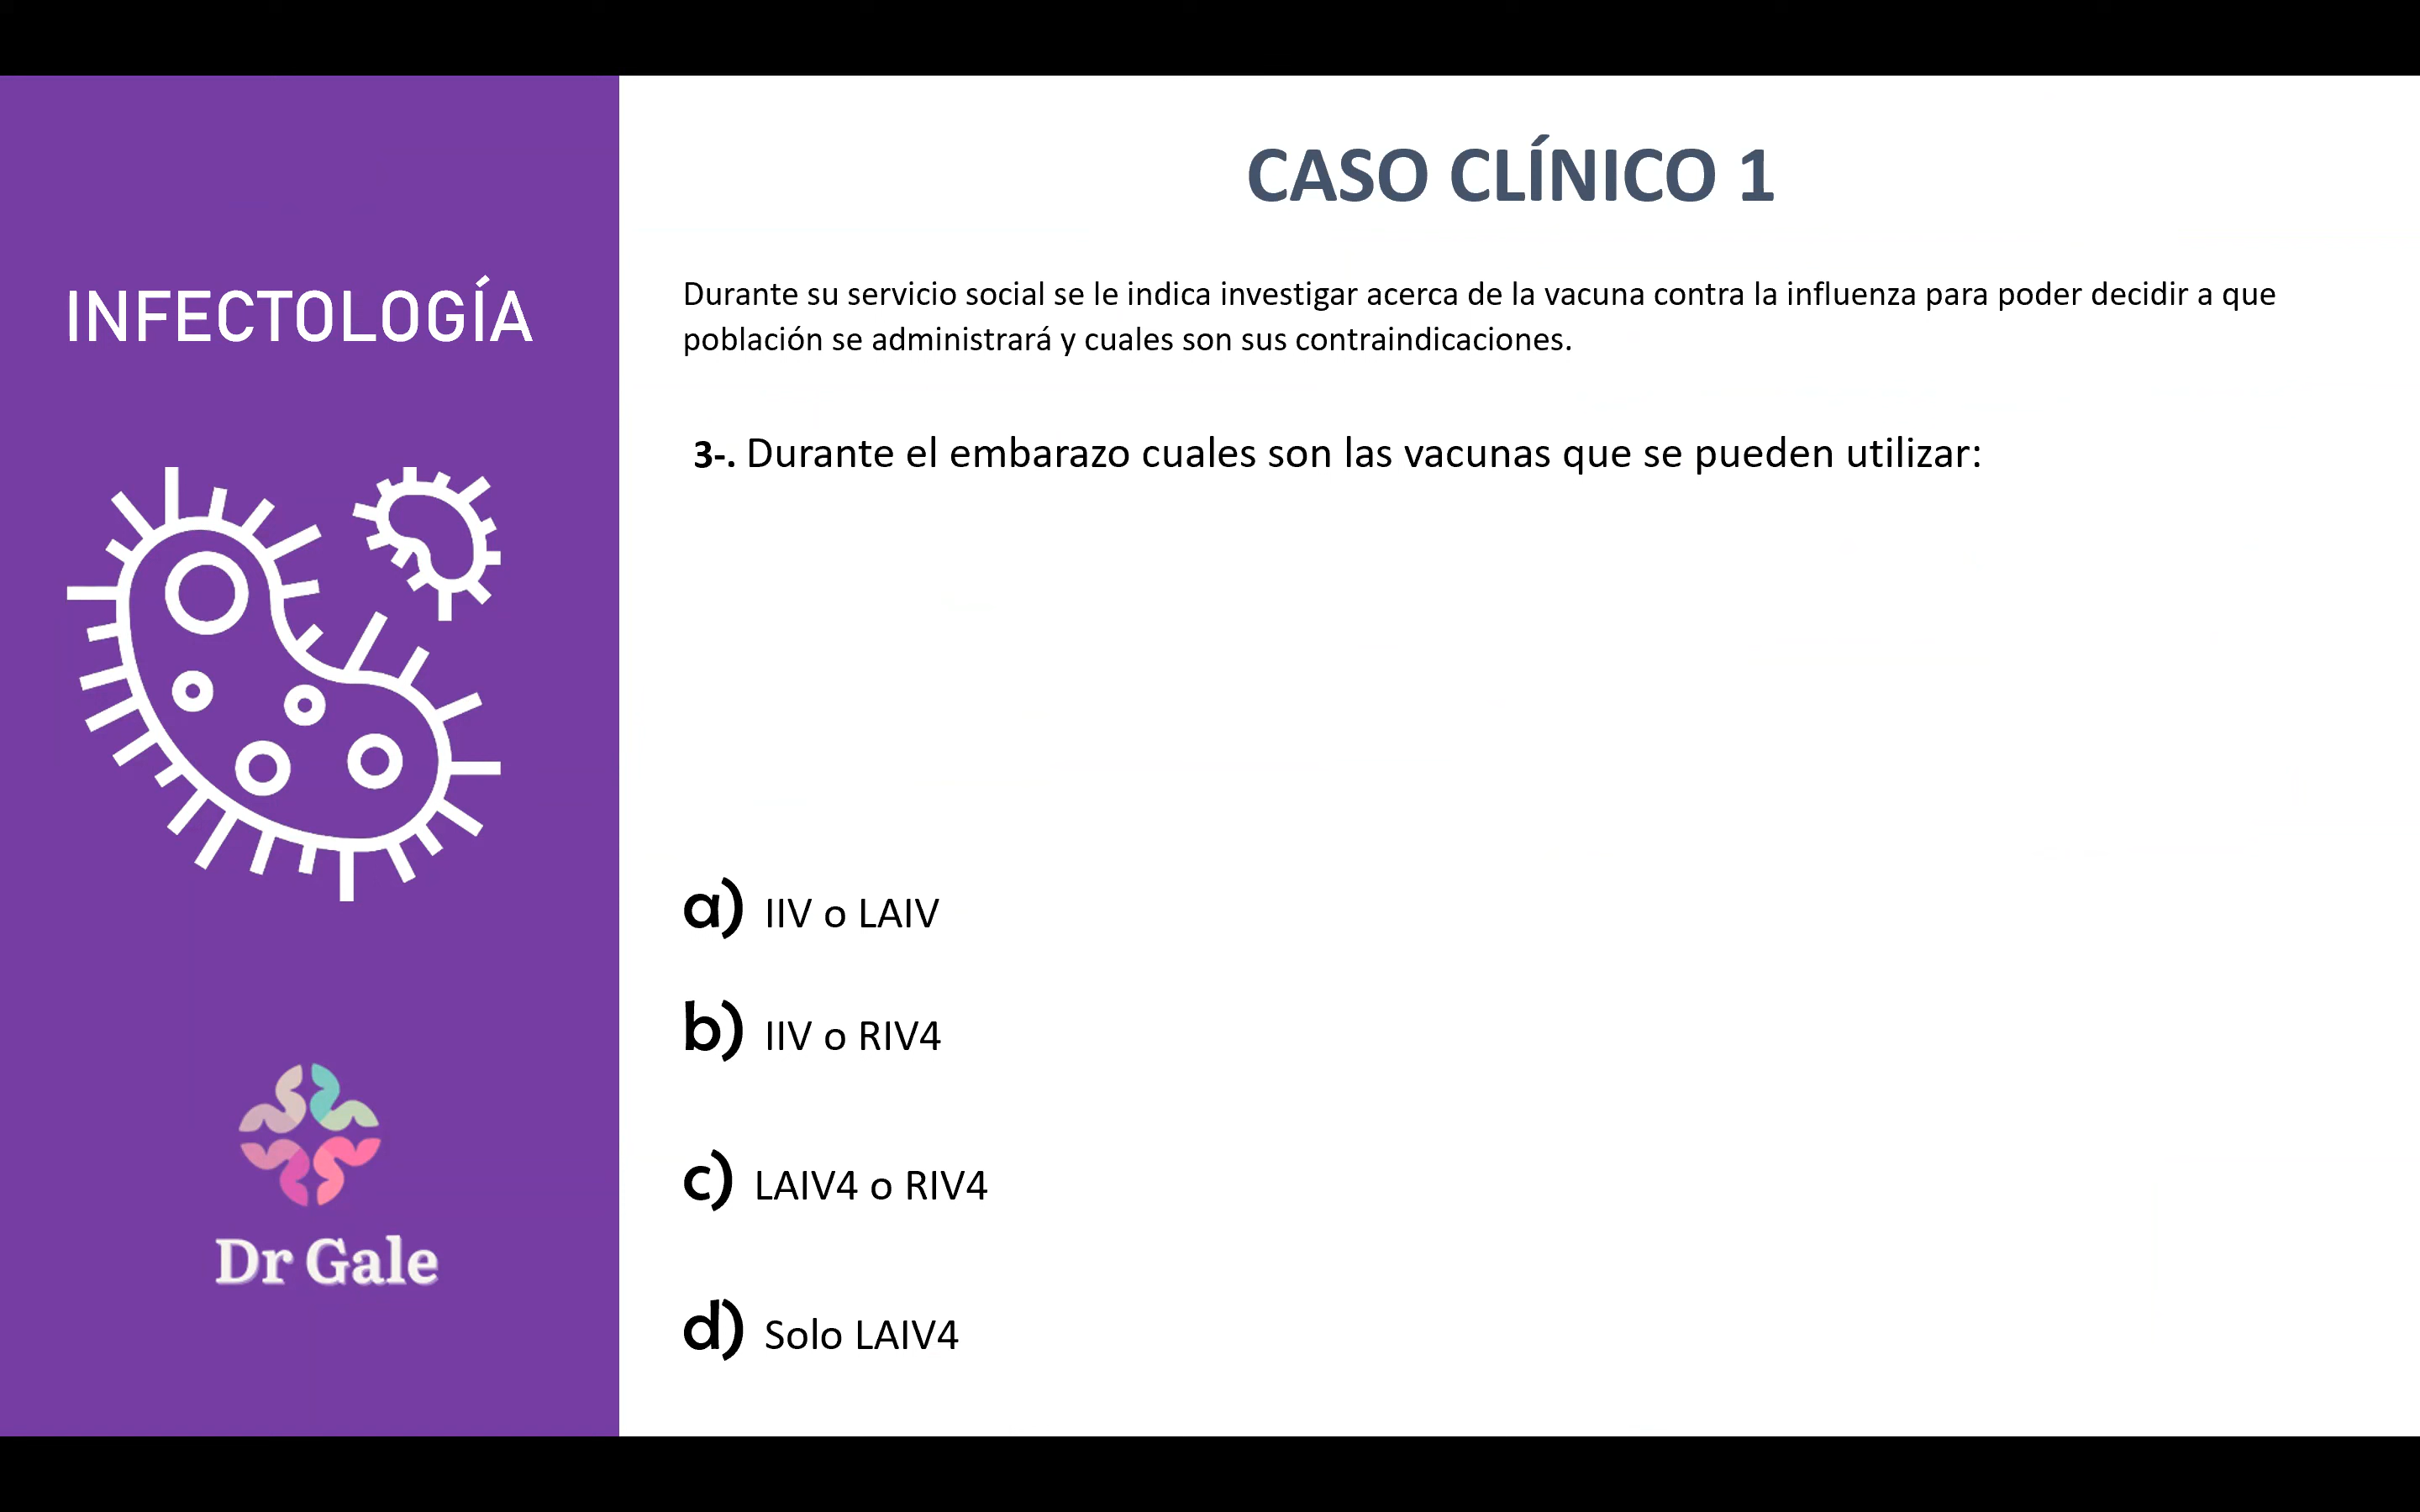 INFECTOLOGÍA
Dr Gale
CASO CLÍNICO 1
Durante su servicio social se le indica investigar acerca de la vacuna contra la influenza para poder decidir a que
población se administrará y cuales son sus contraindicaciones.
3-. Durante el embarazo cuales son las vacunas que se pueden utilizar:
a) IIV o LAIV
b) IIV o RIV4
c) LAIV4 o RIV4
d) Solo LAIV4